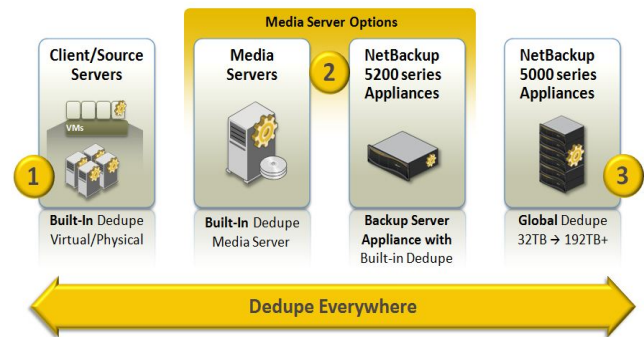 Media Server Options
Client/Source
Servers
VMs
1
Built-In Dedupe
Virtual/Physical
Media
Servers
Built-In Dedupe
Media Server
2
NetBackup
5200 series
Appliances
Backup Server
Appliance with
Built-in Dedupe
NetBackup
5000 series
Appliances
3
Global Dedupe
32TB → 192TB+
Dedupe Everywhere